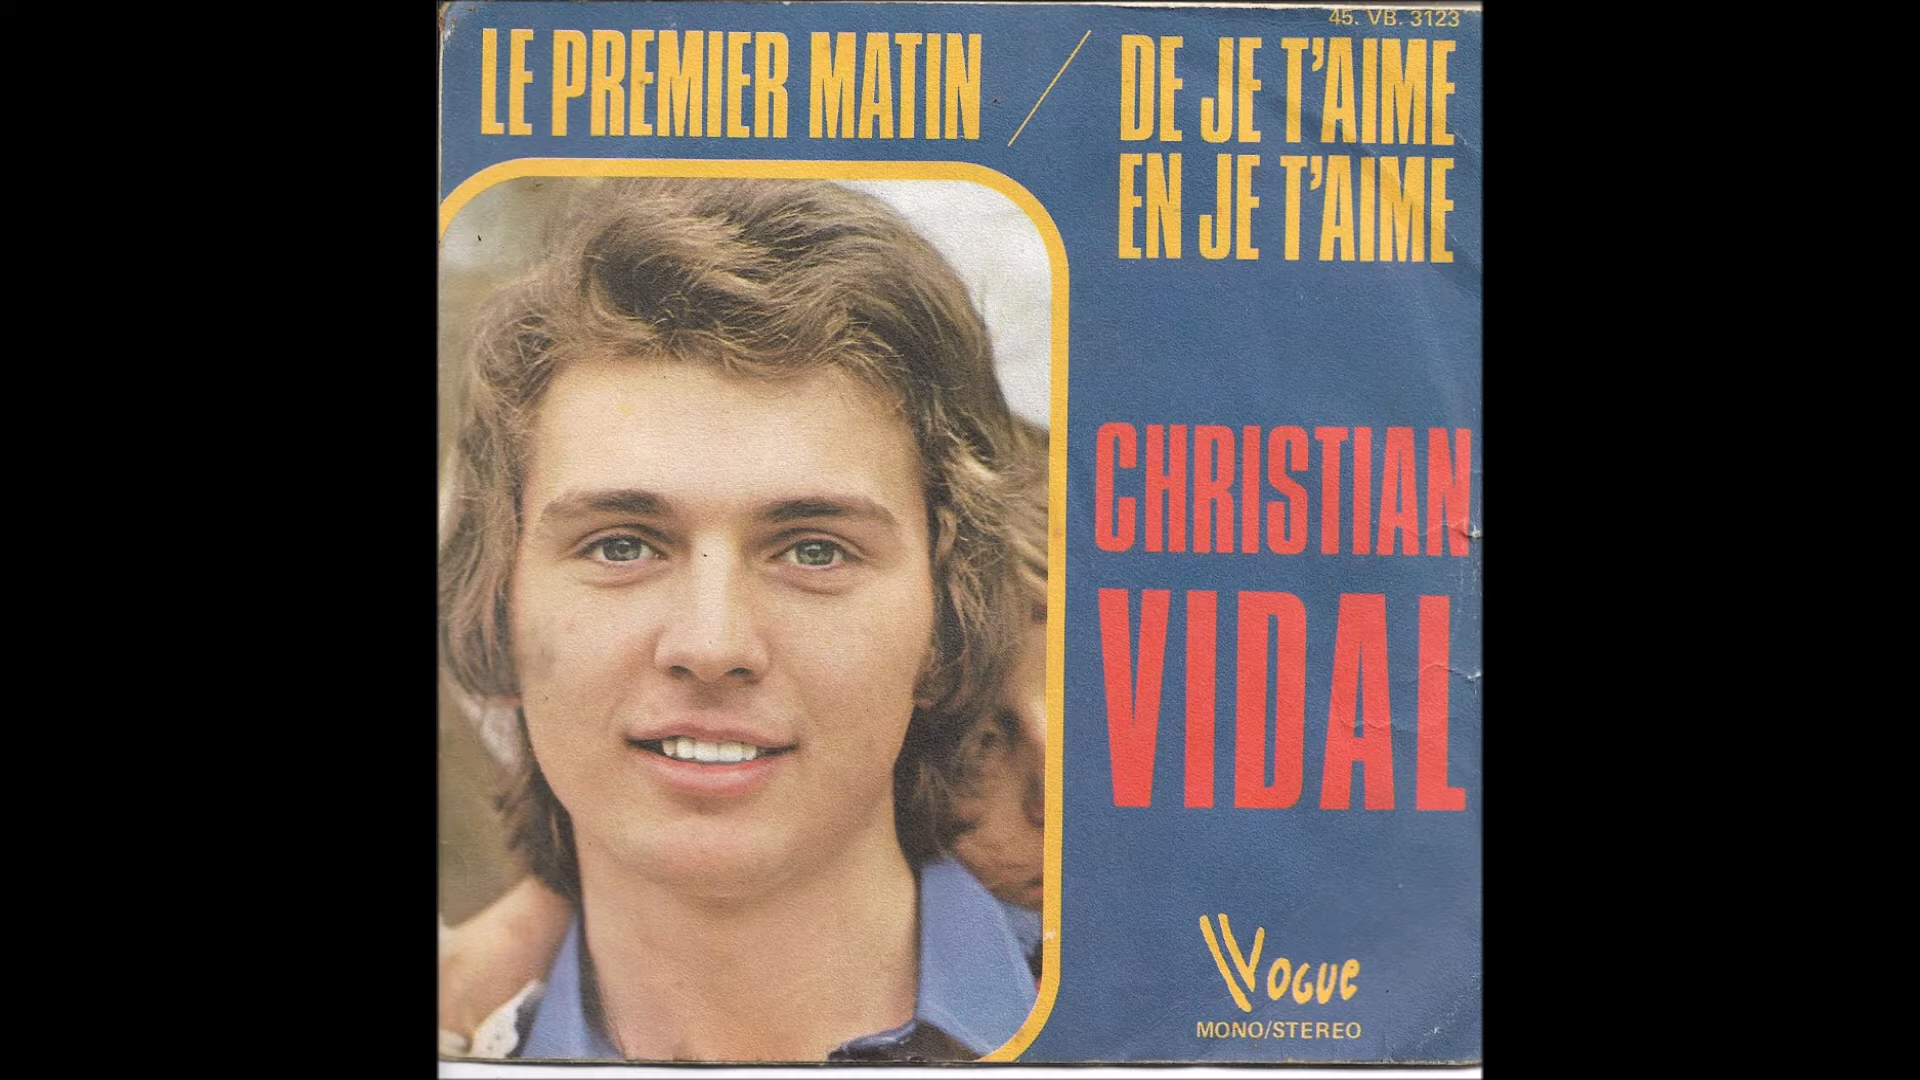 45. VB. 3123
LE PREMIER MATIN / DE JE T'AIME
EN JE T'AIME
CHRISTIAN
VIDAL
VOGUE
MONO/STEREO